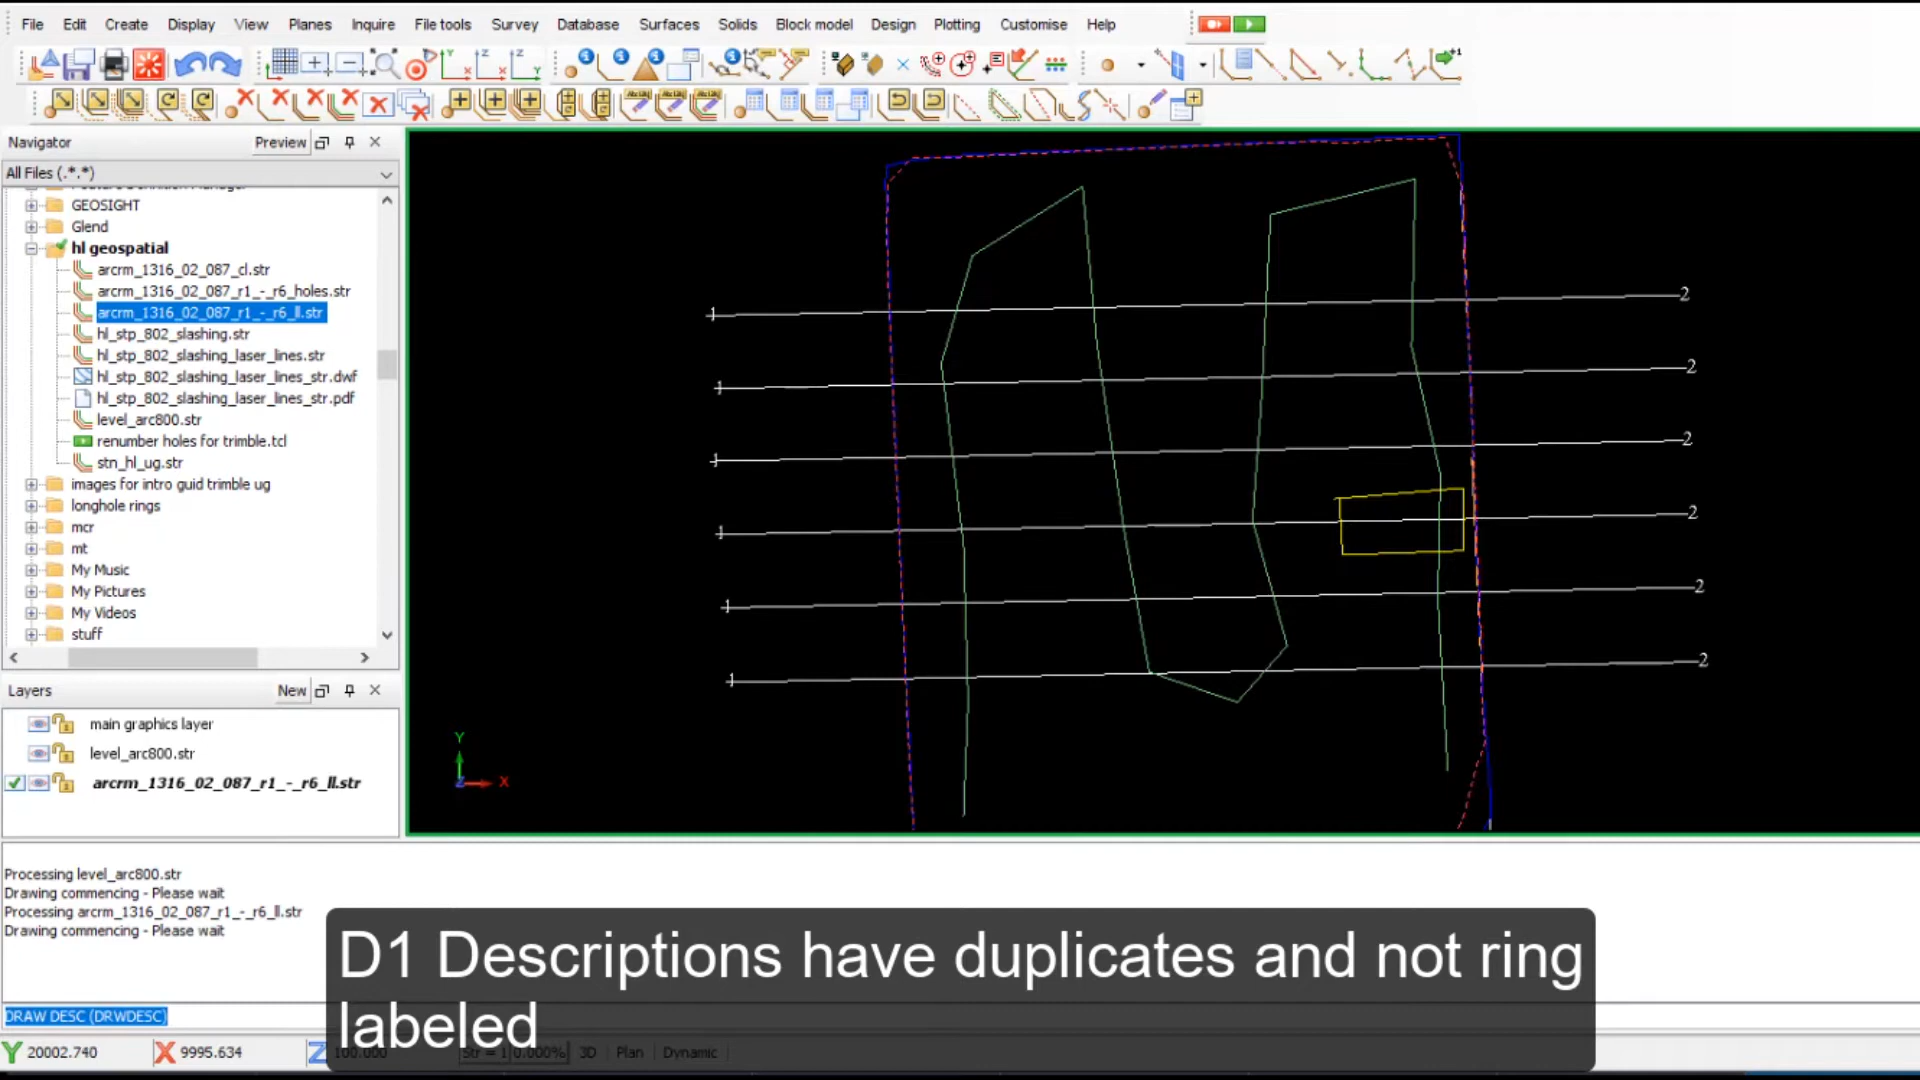 File Edit Create Display View Planes Inquire File tools Survey Database Surfaces Solids Block model Design Plotting Customise Help
Navigator Preview
All Files (.*.*)
GEOSIGHT
Glend
hl geospatial
arcrm_1316_02_087_cl.str
arcrm_1316_02_087_r1_-_r6_holes.str
arcrm_1316_02_087_r1_-_r6_ll.str
hl_stp_802_slashing.str
hl_stp_802_slashing_laser_lines.str
hl_stp_802_slashing_laser_lines_str.dwf
hl_stp_802_slashing_laser_lines_str.pdf
level_arc800.str
renumber holes for trimble.tcl
stn_hl_ug.str
images for intro guid trimble ug
longhole rings
mcr
mt
My Music
My Pictures
My Videos
stuff
Layers New
main graphics layer
level_arc800.str
arcrm_1316_02_087_r1_-_r6_ll.str
1 2
1 2
1 2
1 2
1 2
1 2
Y
Z X
Processing level_arc800.str
Drawing commencing - Please wait
Processing arcrm_1316_02_087_r1_-_r6_ll.str
Drawing commencing - Please wait
D1 Descriptions have duplicates and not ring
labeled
DRAW DESC (DRWDESC)
Y 20002.740 X 9995.634 Z 100.000 Str = 1 0.000% 3D Plan Dynamic